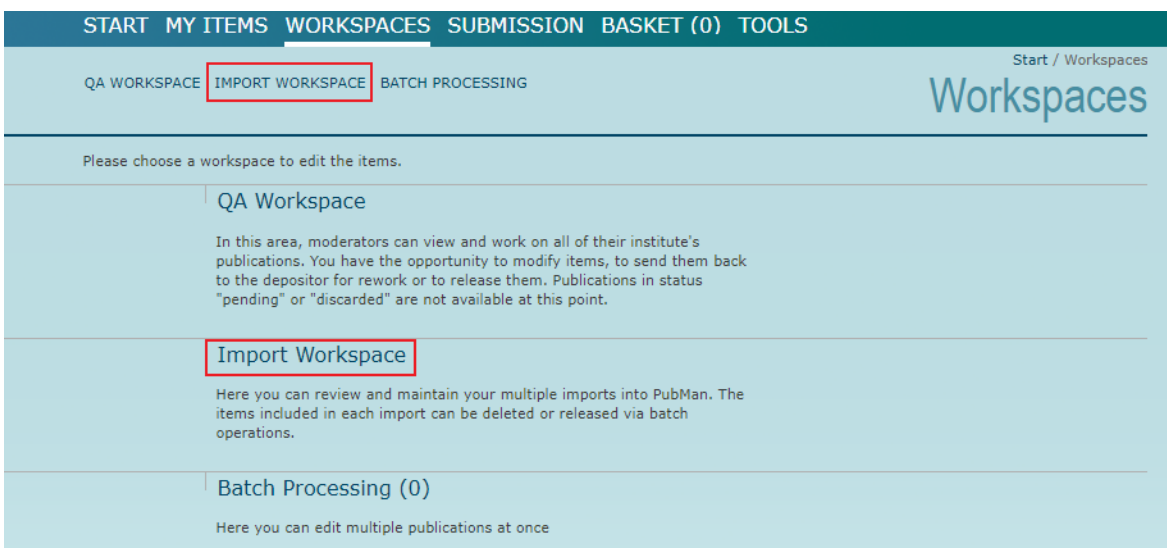 START MY ITEMS WORKSPACES SUBMISSION BASKET (0) TOOLS
Start / Workspaces
QA WORKSPACE IMPORT WORKSPACE BATCH PROCESSING
Workspaces
Please choose a workspace to edit the items.
QA Workspace
In this area, moderators can view and work on all of their institute's
publications. You have the opportunity to modify items, to send them back
to the depositor for rework or to release them. Publications in status
"pending" or "discarded" are not available at this point.
Import Workspace
Here you can review and maintain your multiple imports into PubMan. The
items included in each import can be deleted or released via batch
operations.
Batch Processing (0)
Here you can edit multiple publications at once